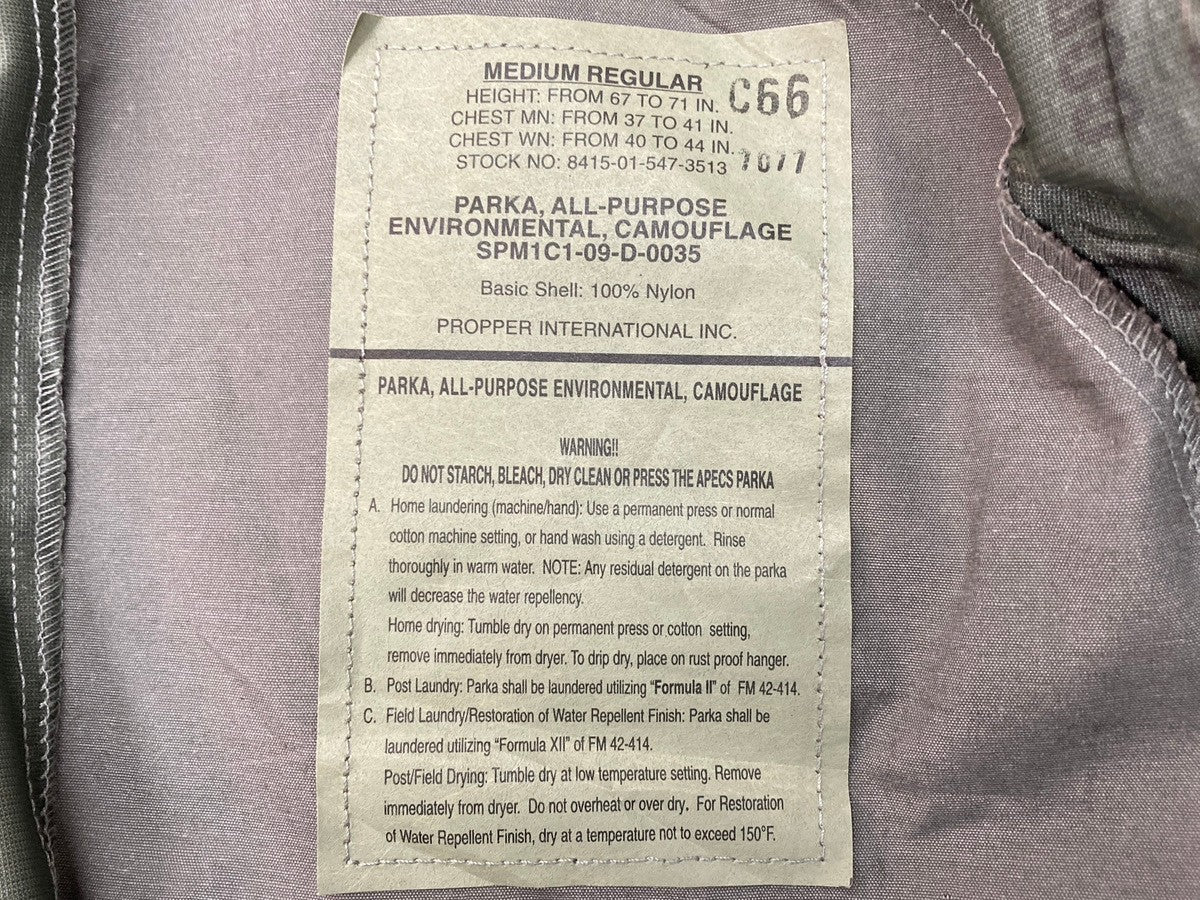 MEDIUM REGULAR
HEIGHT: FROM 67 TO 71 IN. C66
CHEST MN: FROM 37 TO 41 IN.
CHEST WN: FROM 40 TO 44 IN.
STOCK NO: 8415-01-547-3513 1077
PARKA, ALL-PURPOSE
ENVIRONMENTAL, CAMOUFLAGE
SPM1C1-09-D-0035
Basic Shell: 100% Nylon
PROPPER INTERNATIONAL INC.
PARKA, ALL-PURPOSE ENVIRONMENTAL, CAMOUFLAGE
WARNING!!
DO NOT STARCH, BLEACH, DRY CLEAN OR PRESS THE APECS PARKA
A. Home laundering (machine/hand): Use a permanent press or normal
cotton machine setting, or hand wash using a detergent. Rinse
thoroughly in warm water. NOTE: Any residual detergent on the parka
will decrease the water repellency.
Home drying: Tumble dry on permanent press or cotton setting,
remove immediately from dryer. To drip dry, place on rust proof hanger.
B. Post Laundry: Parka shall be laundered utilizing "Formula II" of FM 42-414.
C. Field Laundry/Restoration of Water Repellent Finish: Parka shall be
laundered utilizing "Formula XII" of FM 42-414.
Post/Field Drying: Tumble dry at low temperature setting. Remove
immediately from dryer. Do not overheat or over dry. For Restoration
of Water Repellent Finish, dry at a temperature not to exceed 150°F.